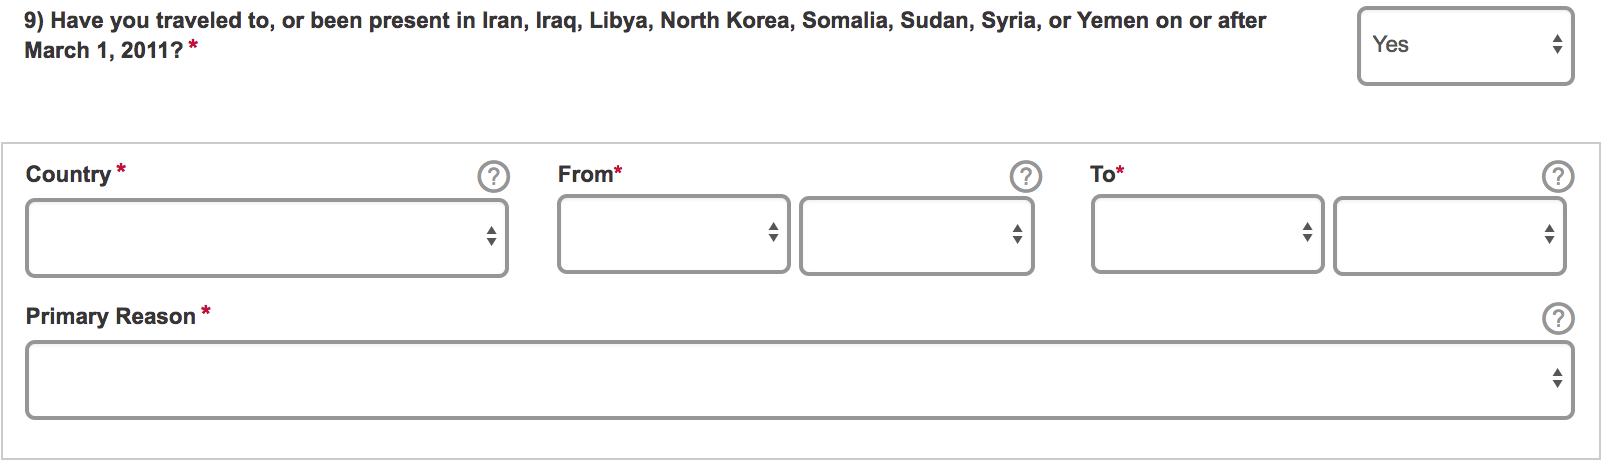 9) Have you traveled to, or been present in Iran, Iraq, Libya, North Korea, Somalia, Sudan, Syria, or Yemen on or after
March 1, 2011? *
Yes
Country * ? From* ? To* ?
Primary Reason * ?